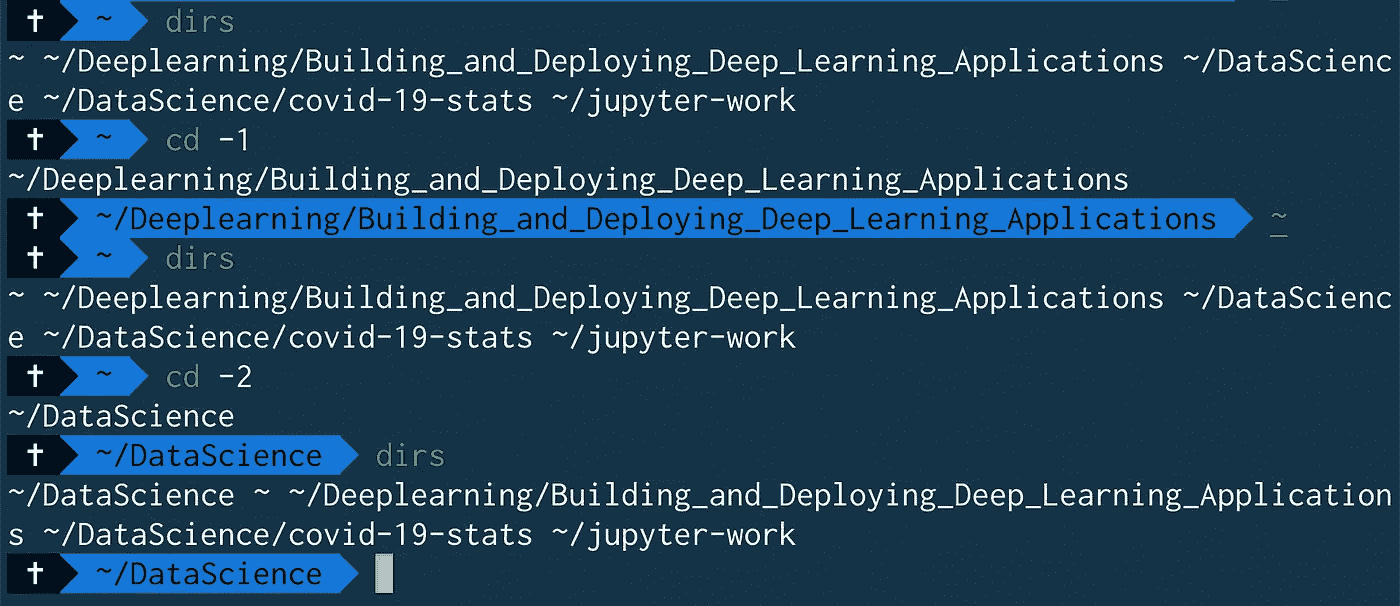 † ~ dirs
~ ~/Deeplearning/Building_and_Deploying_Deep_Learning_Applications ~/DataScienc
e ~/DataScience/covid-19-stats ~/jupyter-work
† ~ cd -1
~/Deeplearning/Building_and_Deploying_Deep_Learning_Applications
† ~/Deeplearning/Building_and_Deploying_Deep_Learning_Applications ~
† ~ dirs
~ ~/Deeplearning/Building_and_Deploying_Deep_Learning_Applications ~/DataScienc
e ~/DataScience/covid-19-stats ~/jupyter-work
† ~ cd -2
~/DataScience
† ~/DataScience dirs
~/DataScience ~ ~/Deeplearning/Building_and_Deploying_Deep_Learning_Application
s ~/DataScience/covid-19-stats ~/jupyter-work
† ~/DataScience